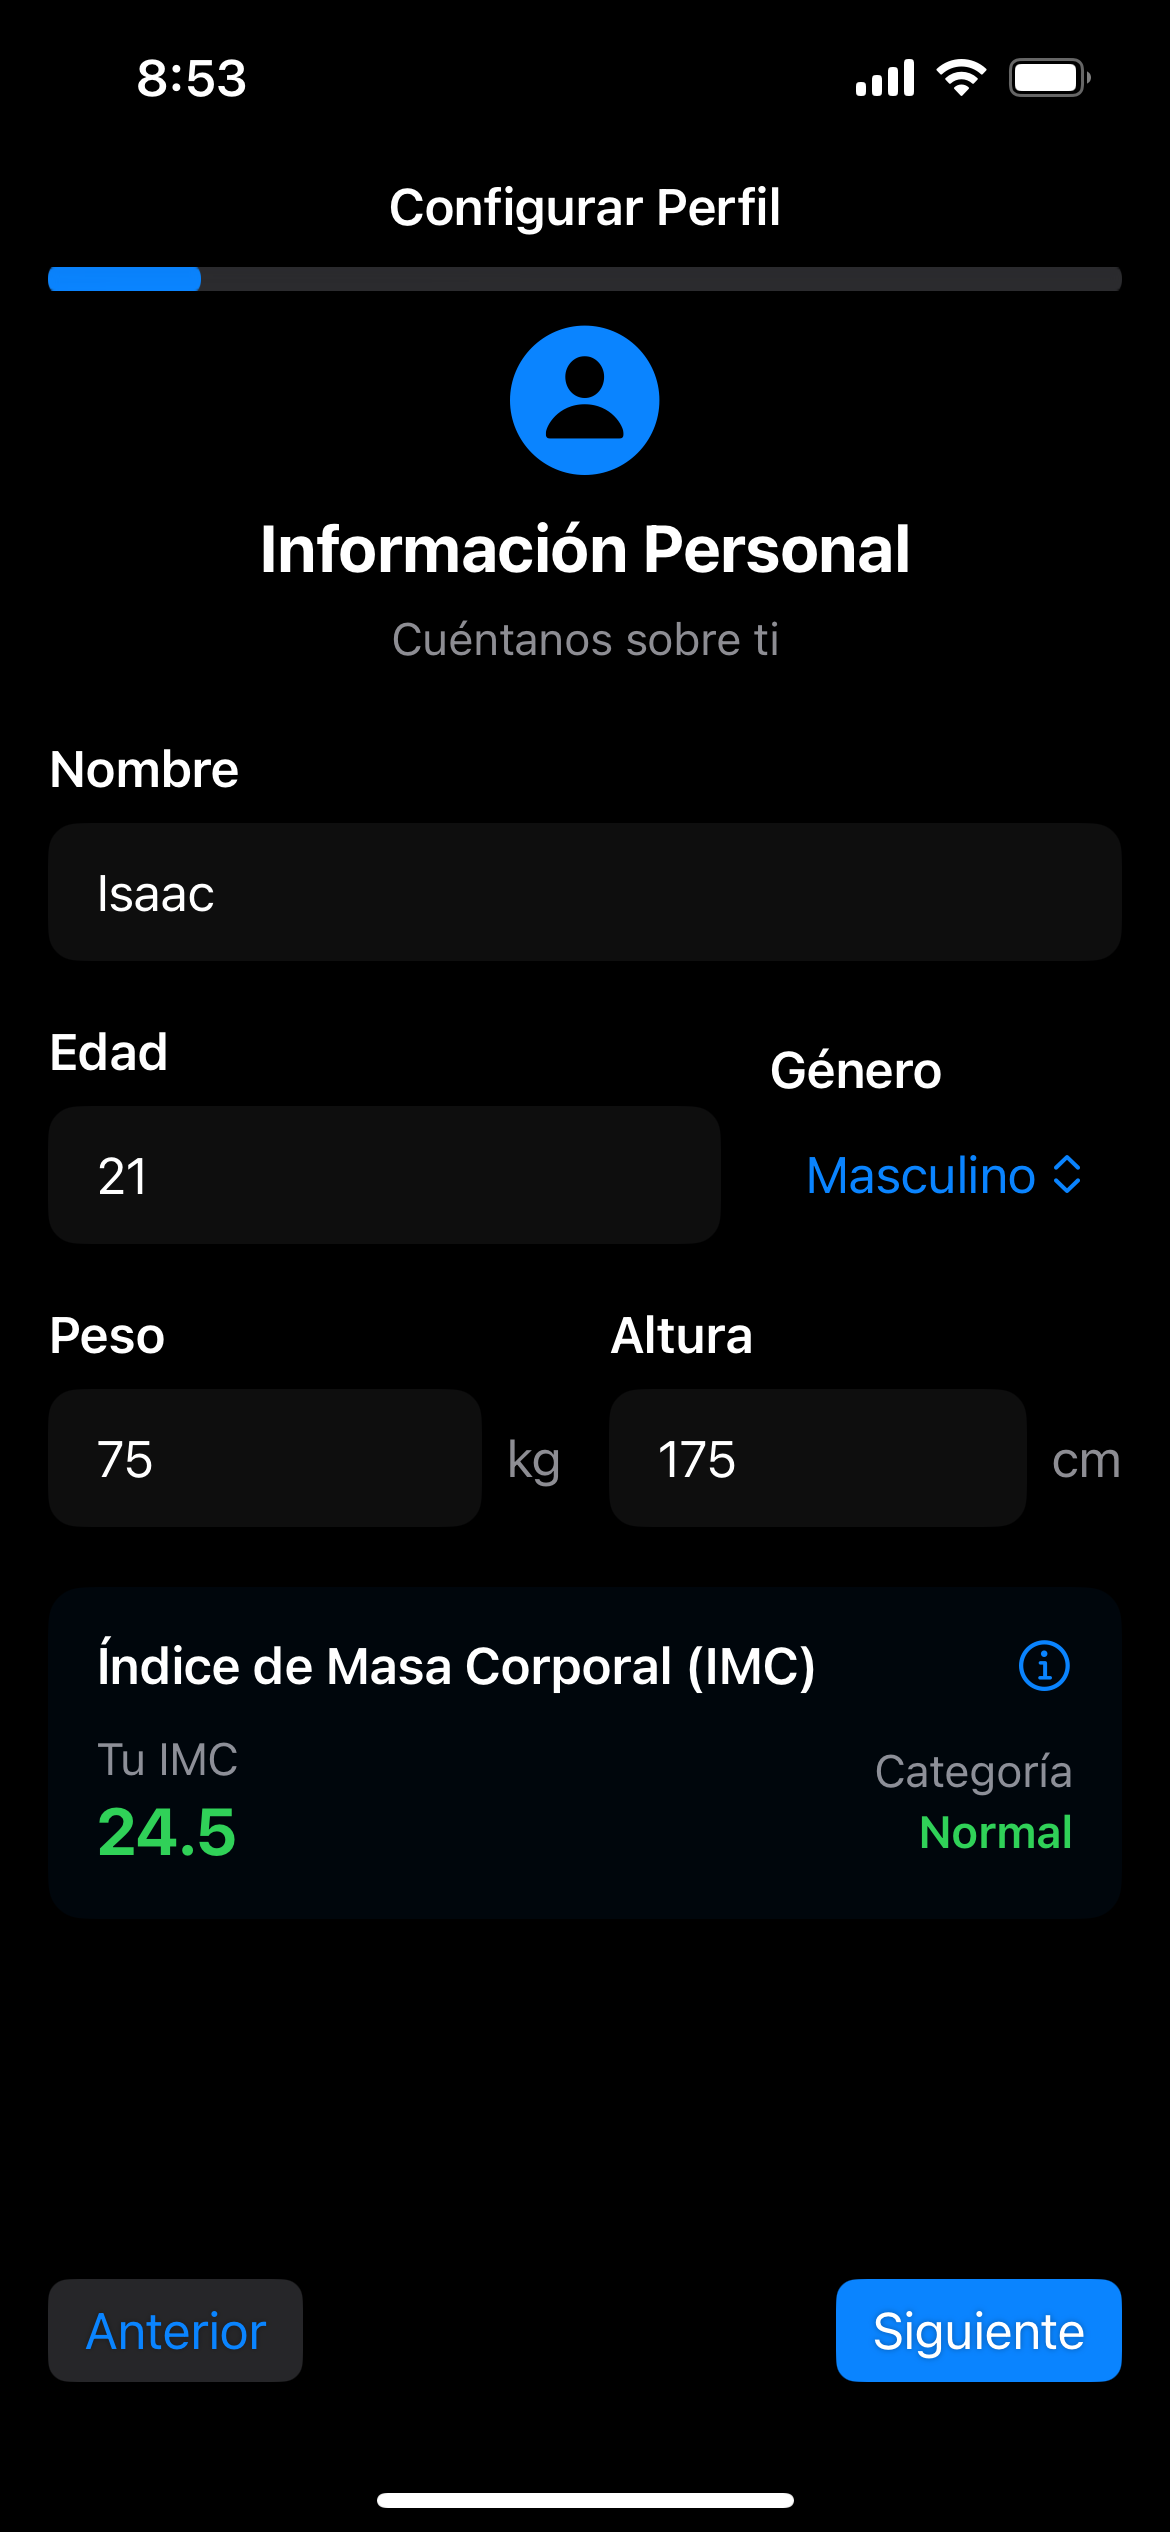 8:53
Configurar Perfil
Información Personal
Cuéntanos sobre ti
Nombre
Isaac
Edad
Género
21
Masculino
Peso
Altura
75 kg
175 cm
Índice de Masa Corporal (IMC)
Tu IMC
Categoría
24.5
Normal
Anterior
Siguiente